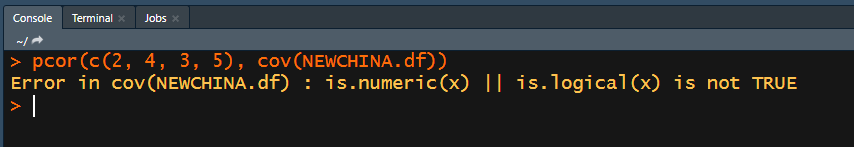 Console Terminal × Jobs ×
~/
> pcor(c(2, 4, 3, 5), cov(NEWCHINA.df))
Error in cov(NEWCHINA.df) : is.numeric(x) || is.logical(x) is not TRUE
>